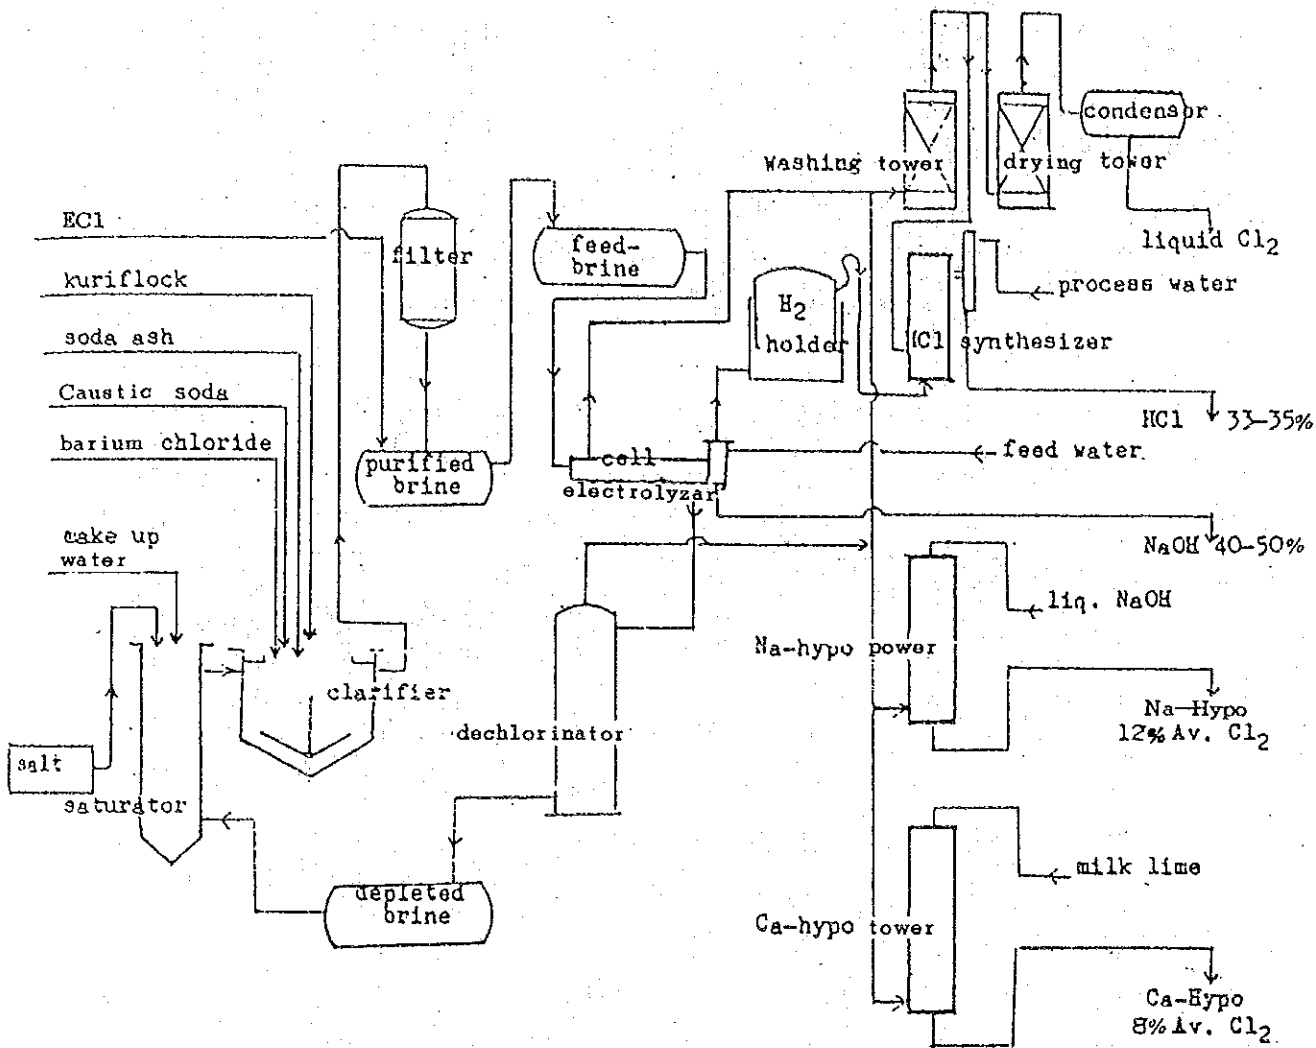 condensor
washing tower
drying tower
liquid Cl2
ECl
filter
feed-
brine
kuriflock
H2
holder
process water
HCl synthesizer
soda ash
Caustic soda
HCl 33-35%
barium chloride
purified
brine
cell
electrolyzar
feed water
make up
water
NaOH 40-50%
liq. NaOH
Na-hypo power
clarifier
Na-Hypo
12% Av. Cl2
dechlorinator
salt
saturator
milk lime
depleted
brine
Ca-hypo tower
Ca-Hypo
8% Av. Cl2